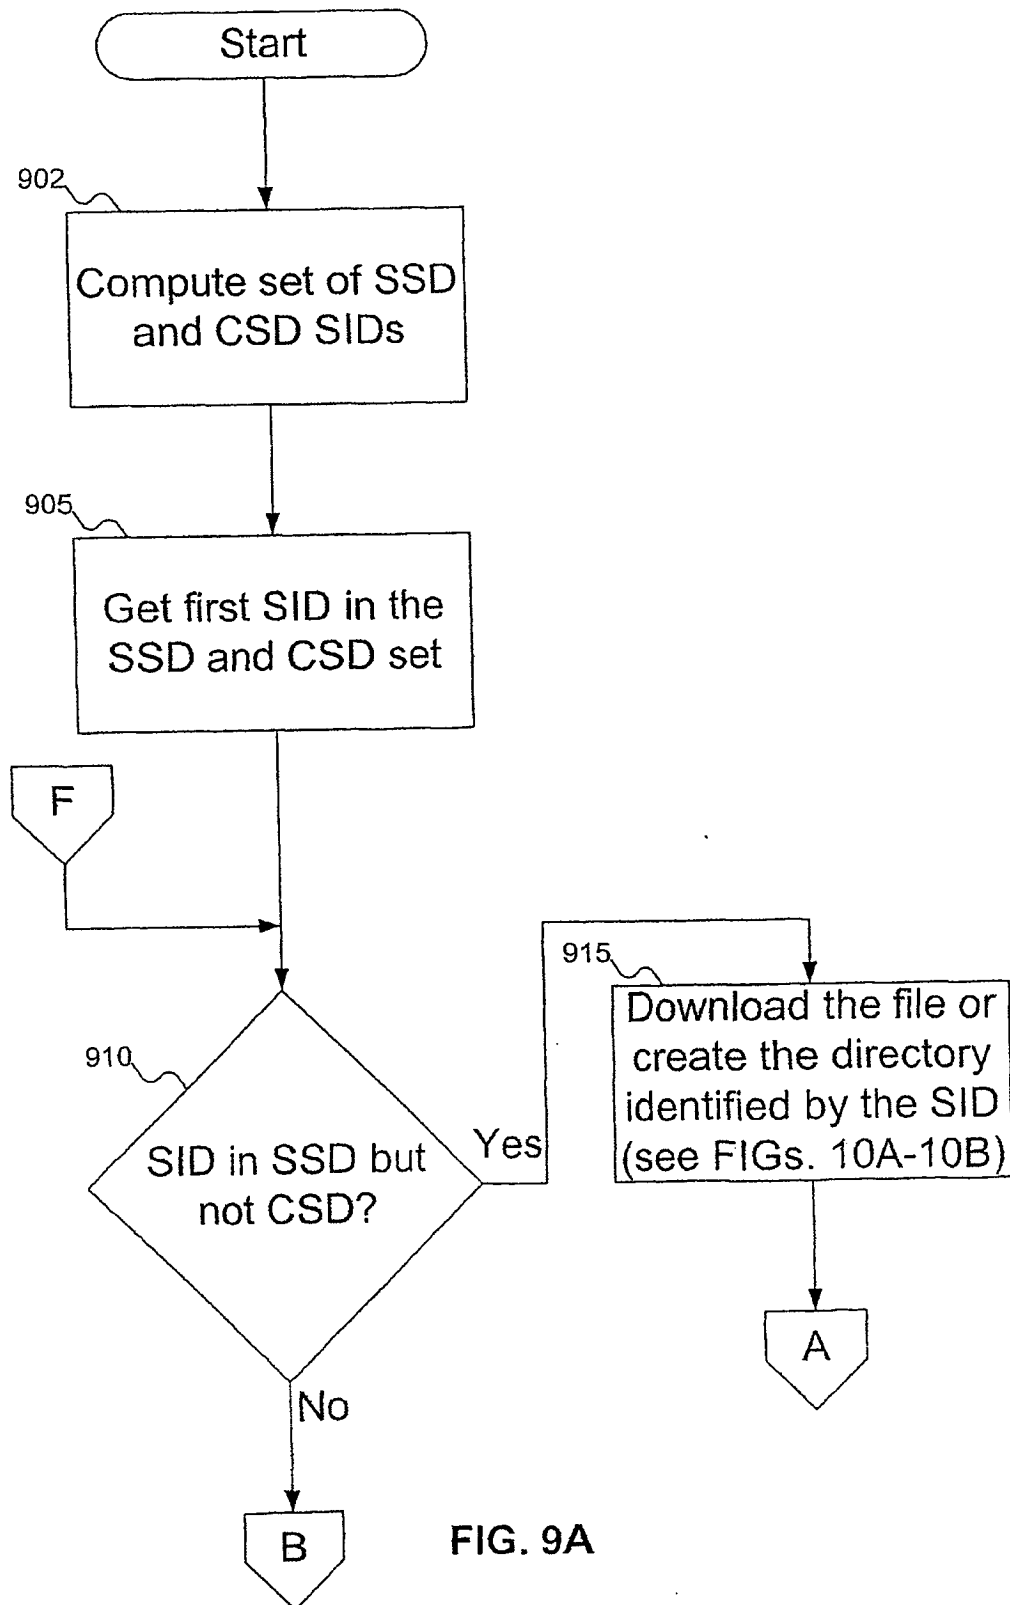 Start
902
Compute set of SSD
and CSD SIDs
905
Get first SID in the
SSD and CSD set
F
915
Download the file or
create the directory
identified by the SID
(see FIGs. 10A-10B)
910
SID in SSD but
not CSD?
Yes
A
No
B
FIG. 9A